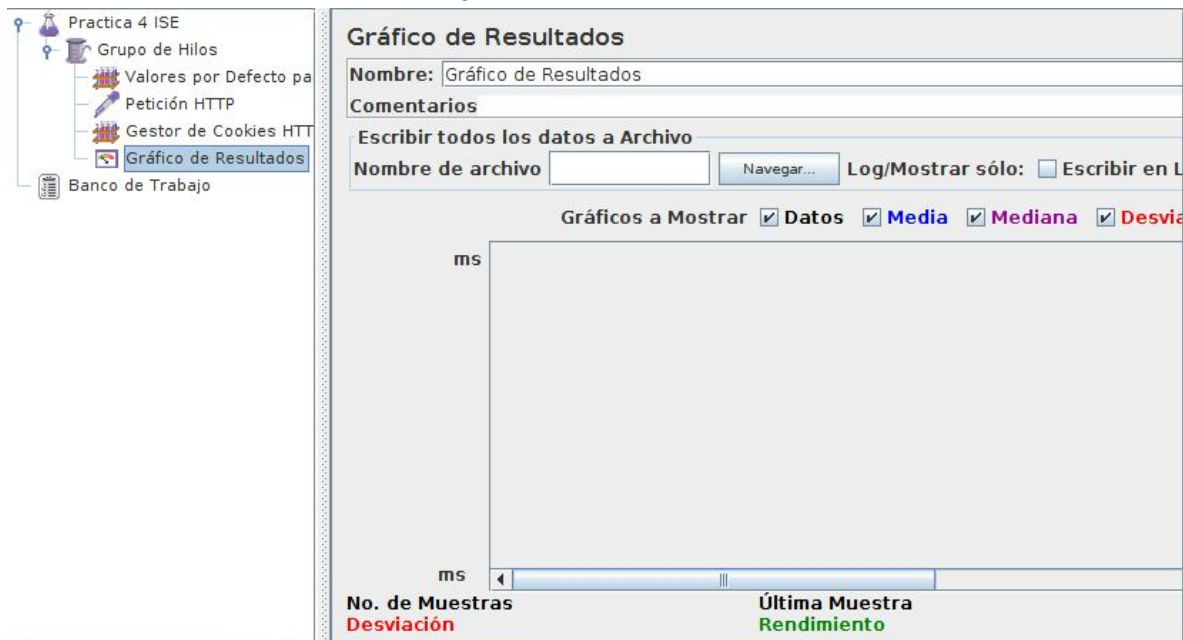 Practica 4 ISE
Grupo de Hilos
Valores por Defecto pa
Petición HTTP
Gestor de Cookies HTT
Gráfico de Resultados
Banco de Trabajo
Gráfico de Resultados
Nombre: Gráfico de Resultados
Comentarios
Escribir todos los datos a Archivo
Nombre de archivo Navegar... Log/Mostrar sólo: Escribir en L
Gráficos a Mostrar Datos Media Mediana Desvia
ms
ms
No. de Muestras Última Muestra
Desviación Rendimiento